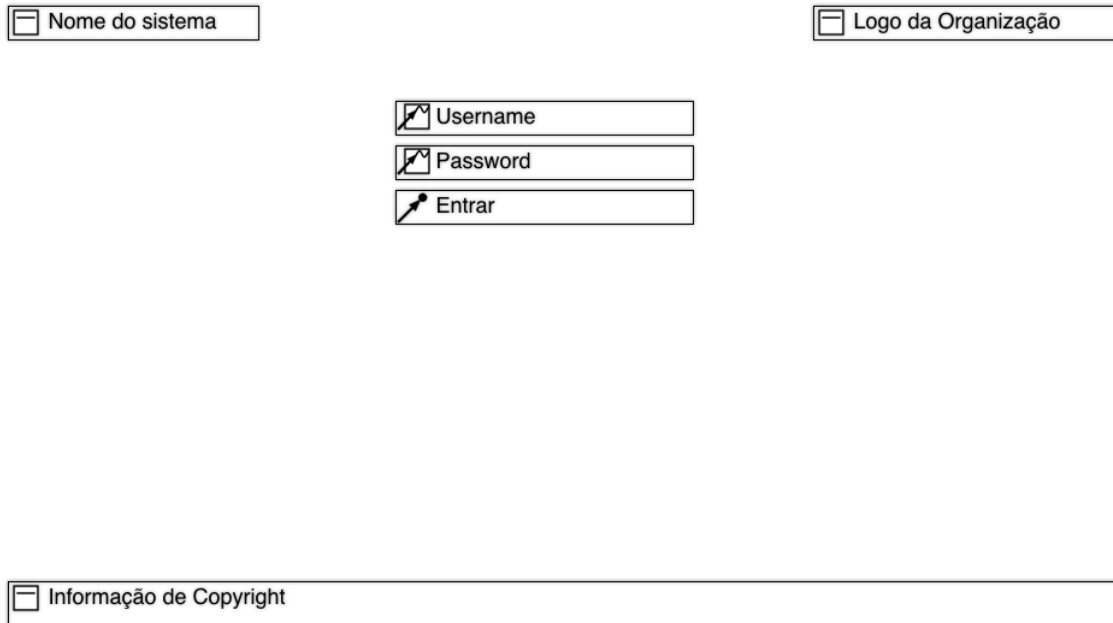 Nome do sistema
Logo da Organização
Username
Password
Entrar
Informação de Copyright